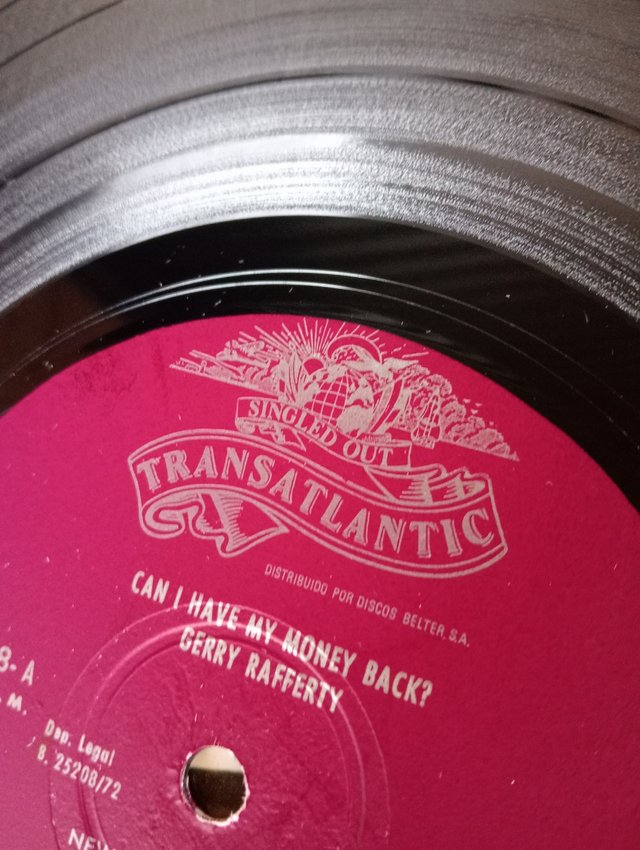 SINGLED OUT
TRANSATLANTIC
DISTRIBUIDO POR DISCOS BELTER, S.A.
CAN I HAVE MY MONEY BACK?
GERRY RAFFERTY
8-A
. M.
Dep. Legal
B. 25208/72
NEW